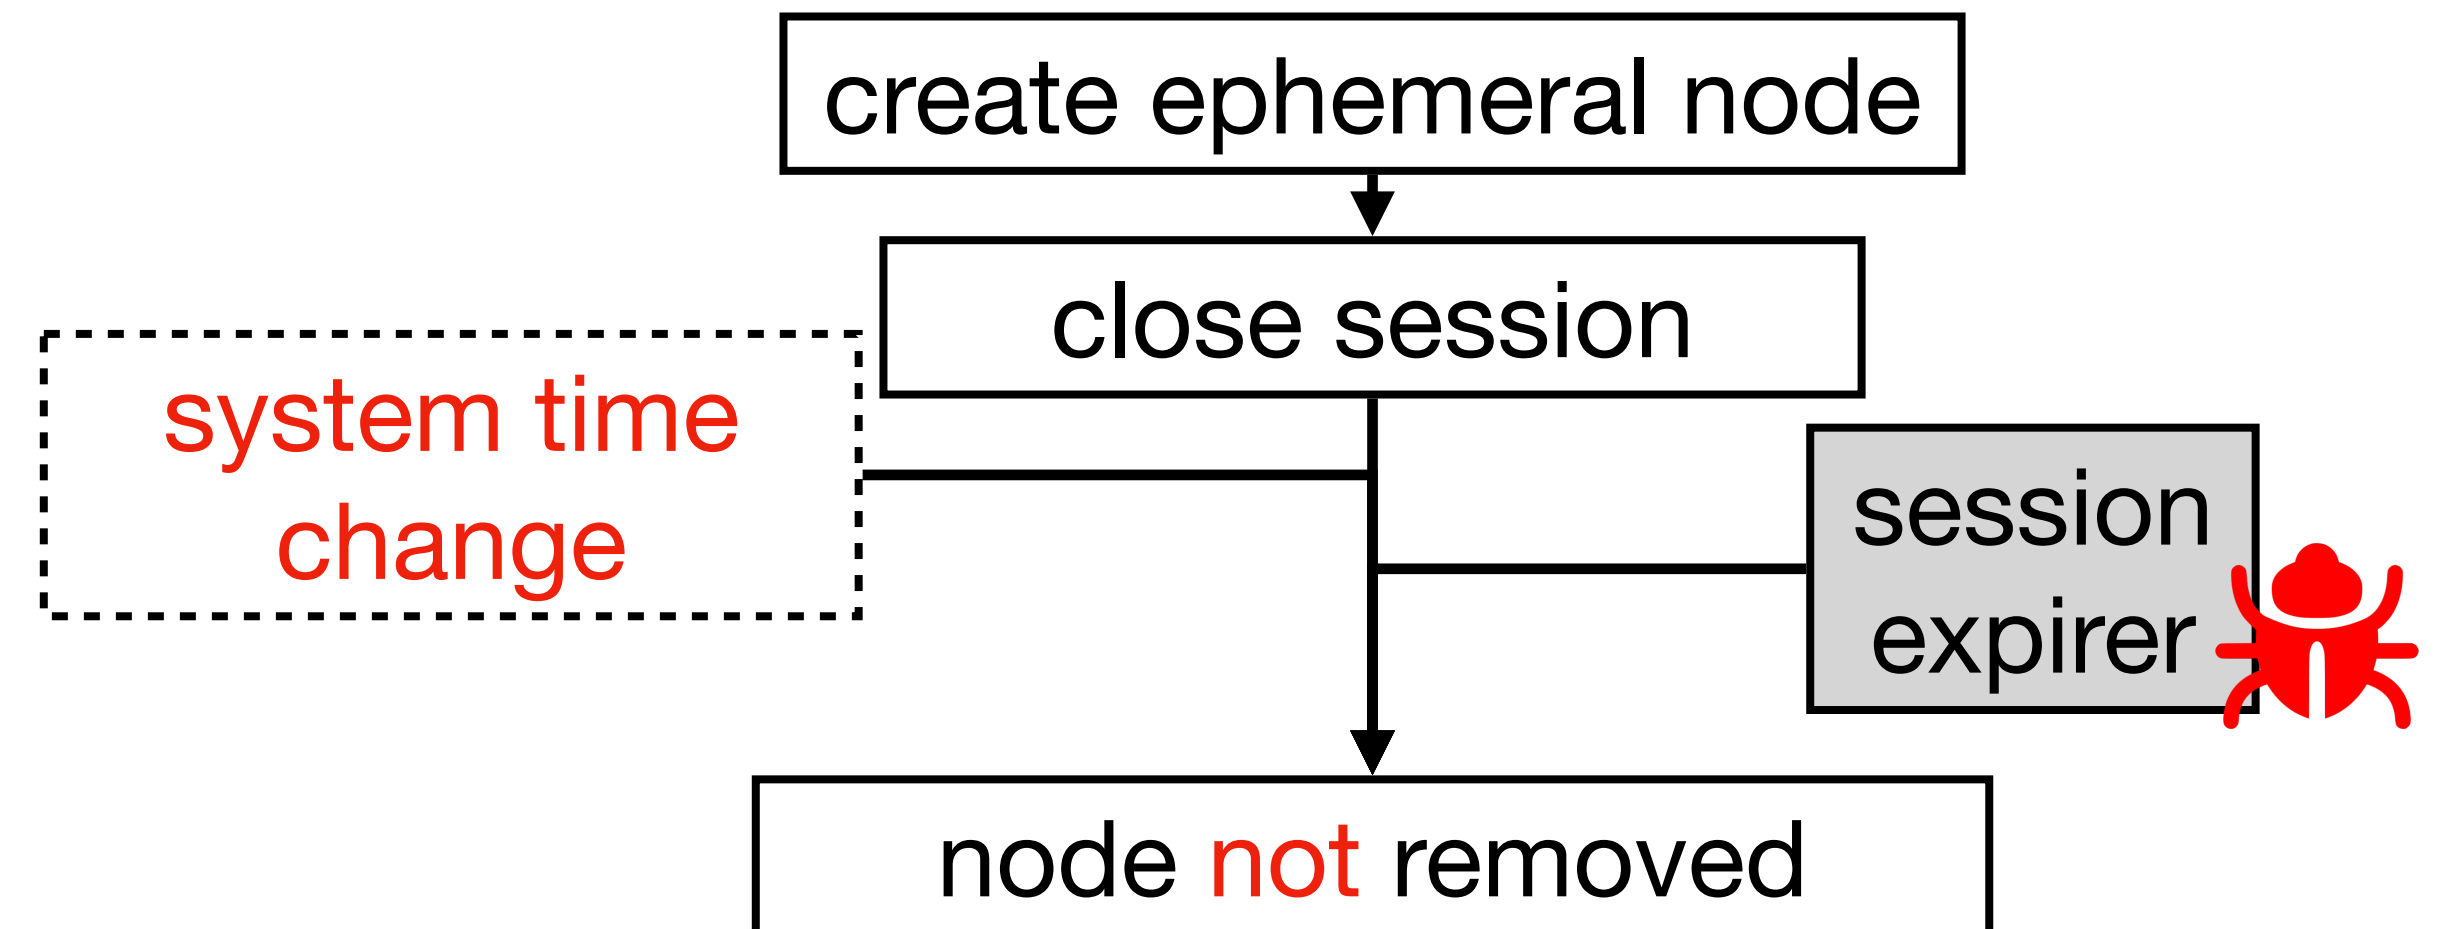 create ephemeral node
close session
system time
change
session
expirer
node not removed